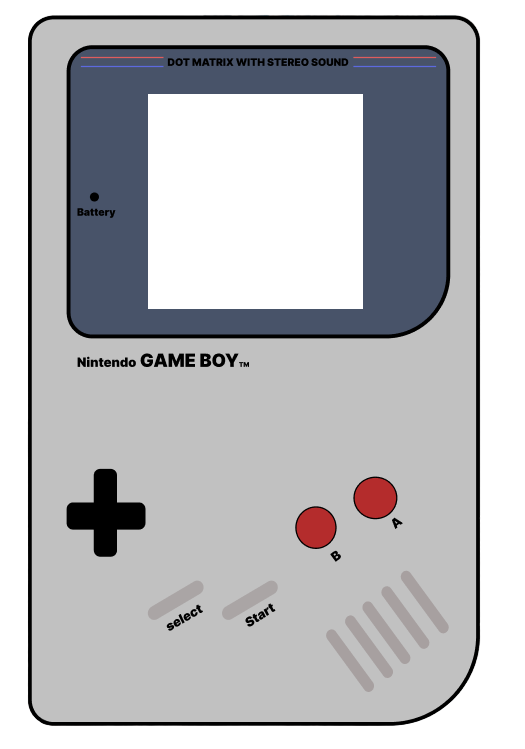 DOT MATRIX WITH STEREO SOUND
Battery
Nintendo GAME BOY™
A
B
select
Start